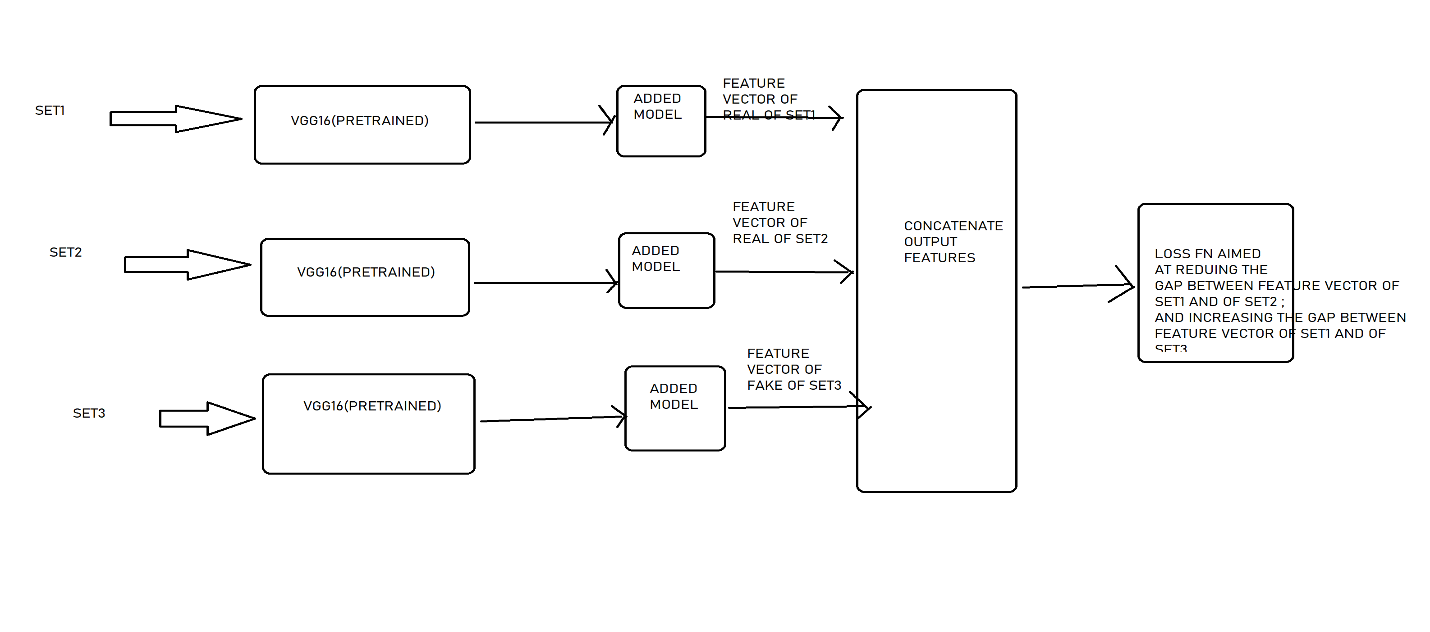 SET1
VGG16(PRETRAINED)
ADDED
MODEL
FEATURE
VECTOR OF
REAL OF SET1
SET2
VGG16(PRETRAINED)
ADDED
MODEL
FEATURE
VECTOR OF
REAL OF SET2
SET3
VGG16(PRETRAINED)
ADDED
MODEL
FEATURE
VECTOR OF
FAKE OF SET3
CONCATENATE
OUTPUT
FEATURES
LOSS FN AIMED
AT REDUING THE
GAP BETWEEN FEATURE VECTOR OF
SET1 AND OF SET2 ;
AND INCREASING THE GAP BETWEEN
FEATURE VECTOR OF SET1 AND OF
SET3